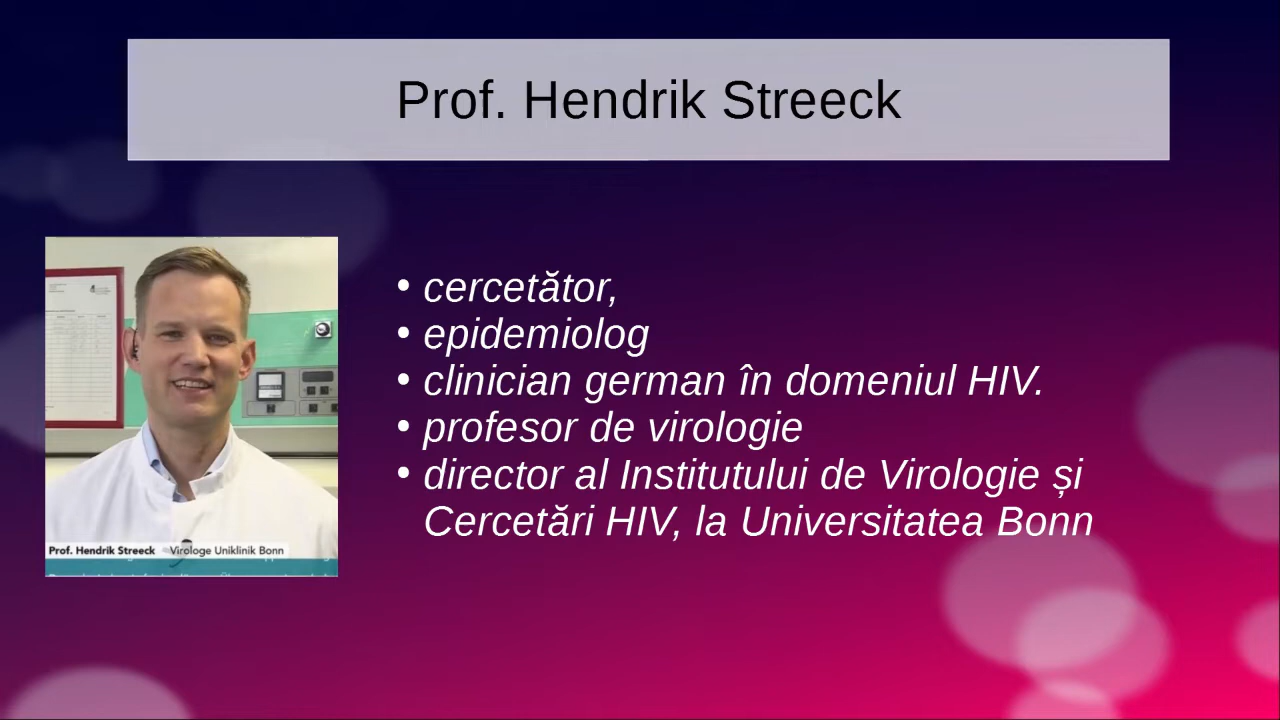 Prof. Hendrik Streeck
• cercetător,
• epidemiolog
• clinician german în domeniul HIV.
• profesor de virologie
• director al Institutului de Virologie și
Cercetări HIV, la Universitatea Bonn
Prof. Hendrik Streeck Virologe Uniklinik Bonn